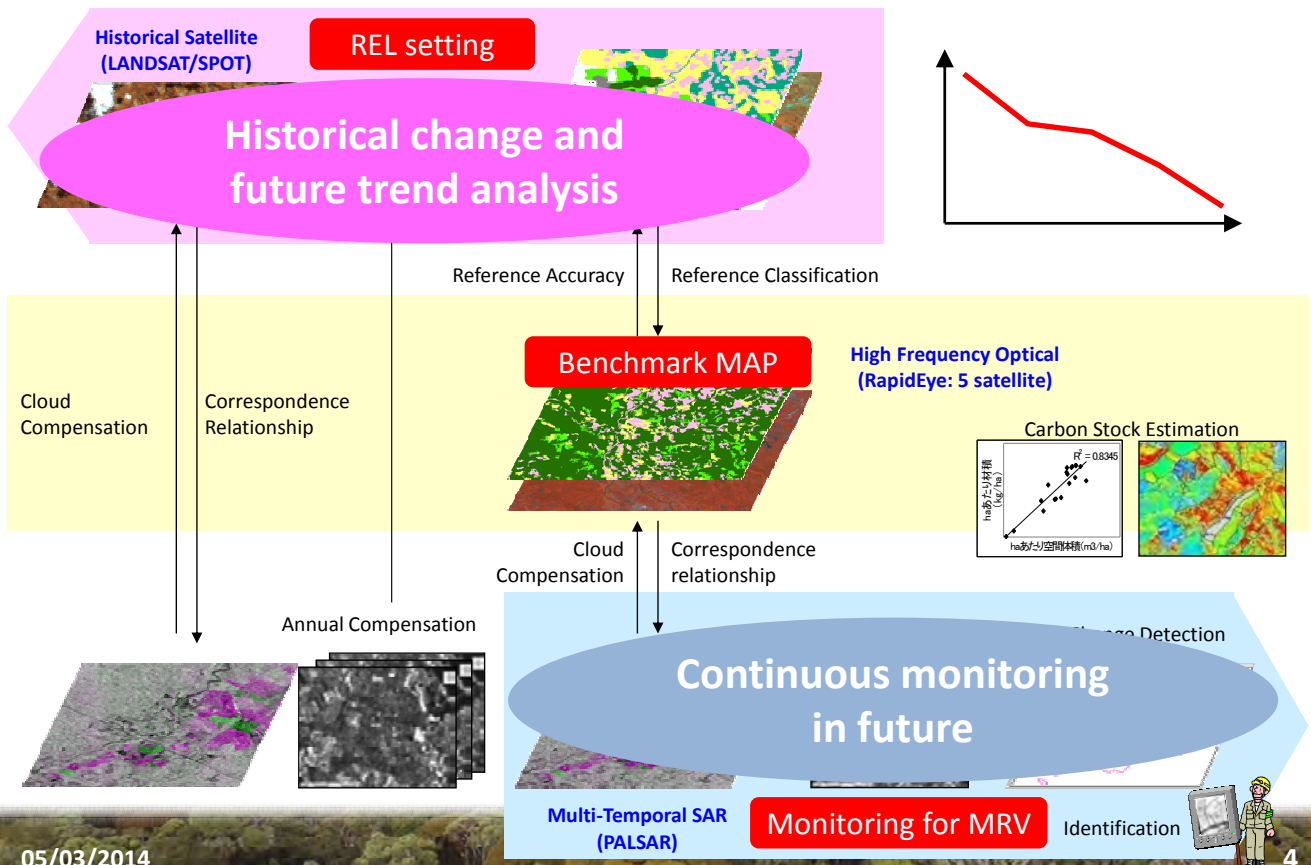 Historical Satellite
(LANDSAT/SPOT)
REL setting
Historical change and
future trend analysis
Reference Accuracy
Reference Classification
Benchmark MAP
High Frequency Optical
(RapidEye: 5 satellite)
Cloud
Compensation
Correspondence
Relationship
Carbon Stock Estimation
R² = 0.8345
haあたり材積
(kg/ha)
haあたり空間体積(m3/ha)
Cloud
Compensation
Correspondence
relationship
Annual Compensation
Detection
Continuous monitoring
in future
Multi-Temporal SAR
(PALSAR)
Monitoring for MRV
Identification
05/03/2014
4